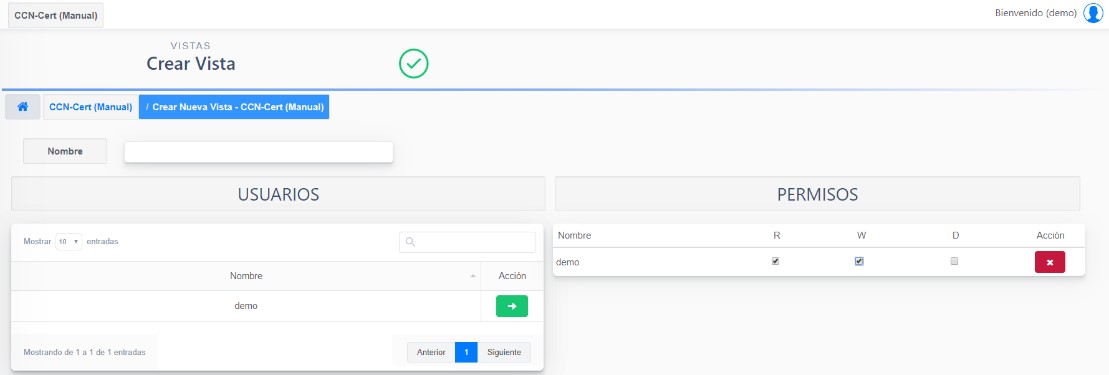 CCN-Cert (Manual)
Bienvenido (demo)
VISTAS
Crear Vista
CCN-Cert (Manual)
/ Crear Nueva Vista - CCN-Cert (Manual)
Nombre
USUARIOS
Mostrar 10 entradas
Nombre Acción
demo
Mostrando de 1 a 1 de 1 entradas
Anterior 1 Siguiente
PERMISOS
Nombre R W D Acción
demo